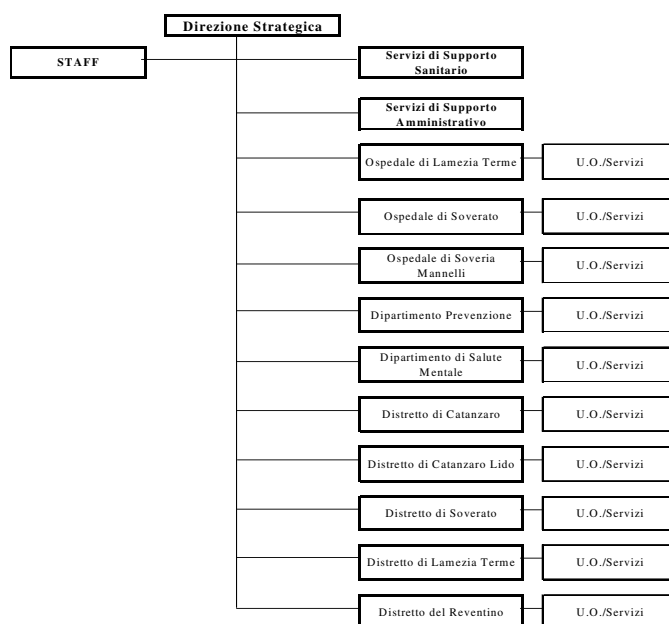 Direzione Strategica
STAFF
Servizi di Supporto
Sanitario
Servizi di Supporto
Amministrativo
Ospedale di Lamezia Terme
U.O./Servizi
Ospedale di Soverato
U.O./Servizi
Ospedale di Soveria
Mannelli
U.O./Servizi
Dipartimento Prevenzione
U.O./Servizi
Dipartimento di Salute
Mentale
U.O./Servizi
Distretto di Catanzaro
U.O./Servizi
Distretto di Catanzaro Lido
U.O./Servizi
Distretto di Soverato
U.O./Servizi
Distretto di Lamezia Terme
U.O./Servizi
Distretto del Reventino
U.O./Servizi